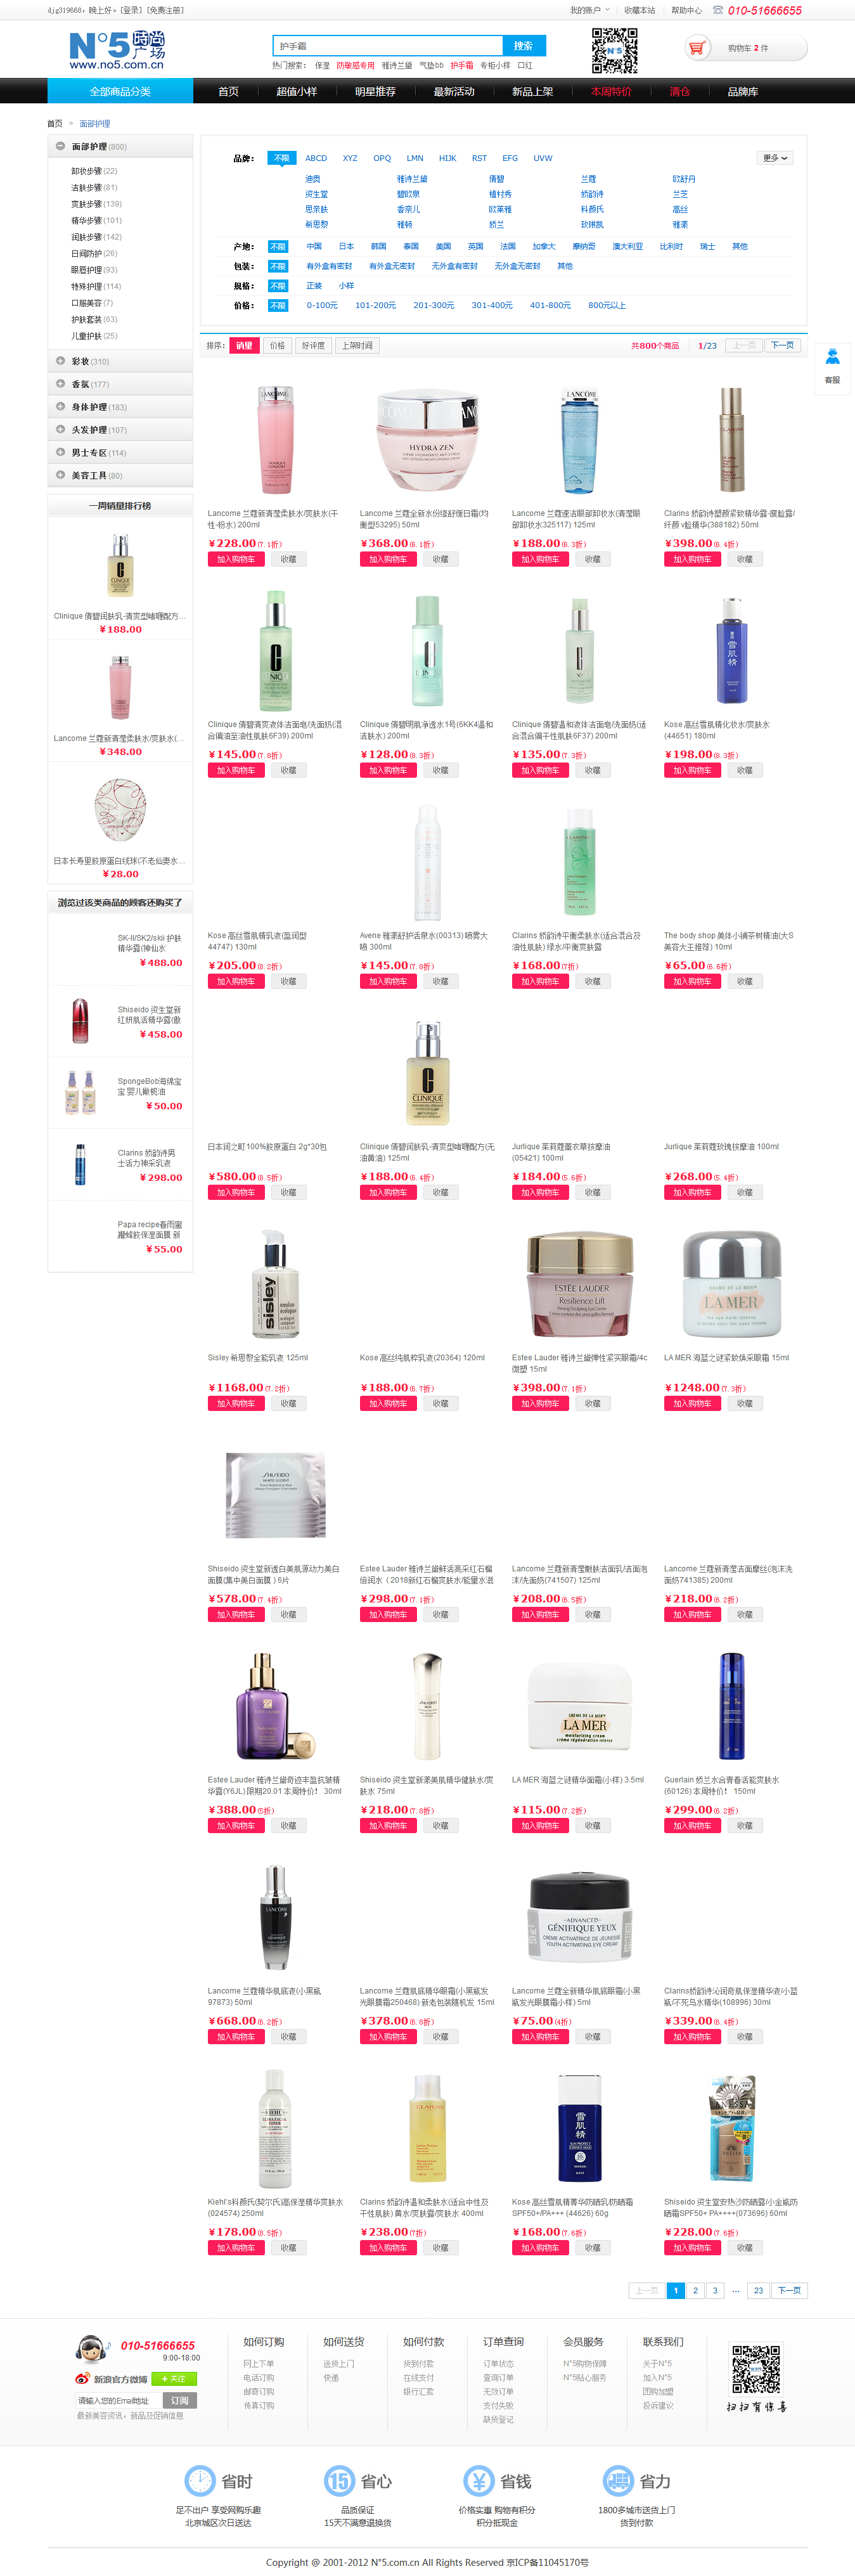 djg319668，晚上好。[登录] [免费注册]
我的账户 收藏本站 帮助中心 010-51666655
N°5 時尚广场
www.no5.com.cn
护手霜 搜索
热门搜索： 保湿 防敏感专用 雅诗兰黛 气垫bb 护手霜 专柜小样 口红
购物车 2 件
全部商品分类 首页 超值小样 明星推荐 最新活动 新品上架 本周特价 清仓 品牌库
首页 > 面部护理
面部护理(800)
卸妆步骤(22)
洁肤步骤(81)
爽肤步骤(139)
精华步骤(101)
润肤步骤(142)
日间防护(26)
眼唇护理(93)
特殊护理(114)
口服美容(7)
护肤套装(63)
儿童护肤(25)
彩妆(310)
香氛(177)
身体护理(183)
头发护理(107)
男士专区(114)
美容工具(80)
品牌： 不限 ABCD XYZ OPQ LMN HIJK RST EFG UVW 更多
迪奥 雅诗兰黛 倩碧 兰蔻 欧舒丹
资生堂 碧欧泉 植村秀 娇韵诗 兰芝
思亲肤 香奈儿 欧莱雅 科颜氏 高丝
希思黎 雅顿 娇兰 玖琳凯 雅漾
产地： 不限 中国 日本 韩国 泰国 美国 英国 法国 加拿大 摩纳哥 澳大利亚 比利时 瑞士 其他
包装： 不限 有外盒有密封 有外盒无密封 无外盒有密封 无外盒无密封 其他
规格： 不限 正装 小样
价格： 不限 0-100元 101-200元 201-300元 301-400元 401-800元 800元以上
排序： 销量 价格 好评度 上架时间 共800个商品 1/23 上一页 下一页
客服
一周销量排行榜
Clinique 倩碧润肤乳-清爽型啫喱配方...
￥188.00
Lancome 兰蔻新清滢柔肤水/爽肤水(...
￥348.00
日本长寿里胶原蛋白线球(不老仙妻水...
￥28.00
浏览过该类商品的顾客还购买了
SK-II/SK2/skii 护肤
精华露(神仙水
￥488.00
Shiseido 资生堂新
红妍肌活精华露(傲
￥458.00
SpongeBob海绵宝
宝 婴儿橄榄油
￥50.00
Clarins 娇韵诗男
士活力神采乳液
￥298.00
Papa recipe春雨蜜
罐蜂胶保湿面膜 新
￥55.00
Lancome 兰蔻新清滢柔肤水/爽肤水(干
性-粉水) 200ml
￥228.00(7.1折)
加入购物车 收藏
Lancome 兰蔻全新水份缘舒缓日霜(均
衡型53295) 50ml
￥368.00(6.1折)
加入购物车 收藏
Lancome 兰蔻速洁眼部卸妆水(清滢眼
部卸妆水325117) 125ml
￥188.00(6.3折)
加入购物车 收藏
Clarins 娇韵诗塑颜紧致精华露-瘦脸露/
纤颜 v脸精华(388182) 50ml
￥398.00(6.4折)
加入购物车 收藏
Clinique 倩碧清爽液体洁面皂/洗面奶(混
合偏油至油性肌肤6F39) 200ml
￥145.00(7.8折)
加入购物车 收藏
Clinique 倩碧明肌净透水1号(6KK4温和
洁肤水) 200ml
￥128.00(8.3折)
加入购物车 收藏
Clinique 倩碧温和液体洁面皂/洗面奶(适
合混合偏干性肌肤6F37) 200ml
￥135.00(7.3折)
加入购物车 收藏
Kose 高丝雪肌精化妆水/爽肤水
(44651) 180ml
￥198.00(8.3折)
加入购物车 收藏
Kose 高丝雪肌精乳液(盈润型
44747) 130ml
￥205.00(8.2折)
加入购物车 收藏
Avene 雅漾舒护活泉水(00313) 喷雾大
喷 300ml
￥145.00(7.8折)
加入购物车 收藏
Clarins 娇韵诗平衡柔肤水(适合混合及
油性肌肤) 绿水/平衡爽肤露
￥168.00(7折)
加入购物车 收藏
The body shop 美体小铺茶树精油(大S
美容大王推荐) 10ml
￥65.00(6.6折)
加入购物车 收藏
日本润之町100%胶原蛋白 2g*30包
￥580.00(8.5折)
加入购物车 收藏
Clinique 倩碧润肤乳-清爽型啫喱配方(无
油黄油) 125ml
￥188.00(6.4折)
加入购物车 收藏
Jurlique 茱莉蔻薰衣草按摩油
(05421) 100ml
￥184.00(5.6折)
加入购物车 收藏
Jurlique 茱莉蔻玫瑰按摩油 100ml
￥268.00(5.4折)
加入购物车 收藏
Sisley 希思黎全能乳液 125ml
￥1168.00(7.2折)
加入购物车 收藏
Kose 高丝纯肌粹乳液(20364) 120ml
￥188.00(6.7折)
加入购物车 收藏
Estee Lauder 雅诗兰黛弹性紧实眼霜/4c
微塑 15ml
￥398.00(7.1折)
加入购物车 收藏
LA MER 海蓝之谜紧致焕采眼霜 15ml
￥1248.00(7.3折)
加入购物车 收藏
Shiseido 资生堂新透白美肌源动力美白
面膜(集中美白面膜 ) 6片
￥578.00(7.4折)
加入购物车 收藏
Estee Lauder 雅诗兰黛鲜活亮采红石榴
倍润水（ 2018新红石榴爽肤水/能量水滋
￥298.00(7.1折)
加入购物车 收藏
Lancome 兰蔻新清滢嫩肤洁面乳/洁面泡
沫/洗面奶(741507) 125ml
￥208.00(6.5折)
加入购物车 收藏
Lancome 兰蔻新清滢洁面摩丝(泡沫洗
面奶741385) 200ml
￥218.00(6.2折)
加入购物车 收藏
Estee Lauder 雅诗兰黛奇迹丰盈抗皱精
华露(Y6JL) 限期20.01 本周特价！ 30ml
￥388.00(5折)
加入购物车 收藏
Shiseido 资生堂新漾美肌精华健肤水/爽
肤水 75ml
￥218.00(7.8折)
加入购物车 收藏
LA MER 海蓝之谜精华面霜(小样) 3.5ml
￥115.00(7.2折)
加入购物车 收藏
Guerlain 娇兰水合青春活能爽肤水
(60126) 本周特价！ 150ml
￥299.00(6.2折)
加入购物车 收藏
Lancome 兰蔻精华肌底液(小黑瓶
97873) 50ml
￥668.00(6.2折)
加入购物车 收藏
Lancome 兰蔻肌底精华眼霜(小黑瓶发
光眼膜霜250468) 新老包装随机发 15ml
￥378.00(6.8折)
加入购物车 收藏
Lancome 兰蔻全新精华肌底眼霜(小黑
瓶发光眼膜霜小样) 5ml
￥75.00(4折)
加入购物车 收藏
Clarins娇韵诗沁润奇肌保湿精华液/小蓝
瓶/不死鸟水精华(108996) 30ml
￥339.00(6.4折)
加入购物车 收藏
Kiehl's科颜氏(契尔氏)高保湿精华爽肤水
(024574) 250ml
￥178.00(8.5折)
加入购物车 收藏
Clarins 娇韵诗温和柔肤水(适合中性及
干性肌肤) 黄水/爽肤露/爽肤水 400ml
￥238.00(7折)
加入购物车 收藏
Kose 高丝雪肌精菁华防晒乳/防晒霜
SPF50+/PA+++ (44626) 60g
￥168.00(7.6折)
加入购物车 收藏
Shiseido 资生堂安热沙防晒露/小金瓶防
晒霜SPF50+ PA++++(073696) 60ml
￥228.00(7.6折)
加入购物车 收藏
上一页 1 2 3 ... 23 下一页
010-51666655
9:00-18:00
新浪官方微博 + 关注
请输入您的Email地址 订阅
最新美容资讯，新品及促销信息
如何订购
网上下单
电话订购
邮寄订购
传真订购
如何送货
送货上门
快递
如何付款
货到付款
在线支付
银行汇款
订单查询
订单状态
查询订单
无效订单
支付失败
缺货登记
会员服务
N°5购物保障
N°5贴心服务
联系我们
关于N°5
加入N°5
团购加盟
投诉建议
扫扫有惊喜
省时
足不出户 享受网购乐趣
北京城区次日送达
15 省心
品质保证
15天不满意退换货
省钱
价格实惠 购物有积分
积分抵现金
省力
1800多城市送货上门
货到付款
Copyright @ 2001-2012 N°5.com.cn All Rights Reserved 京ICP备11045170号